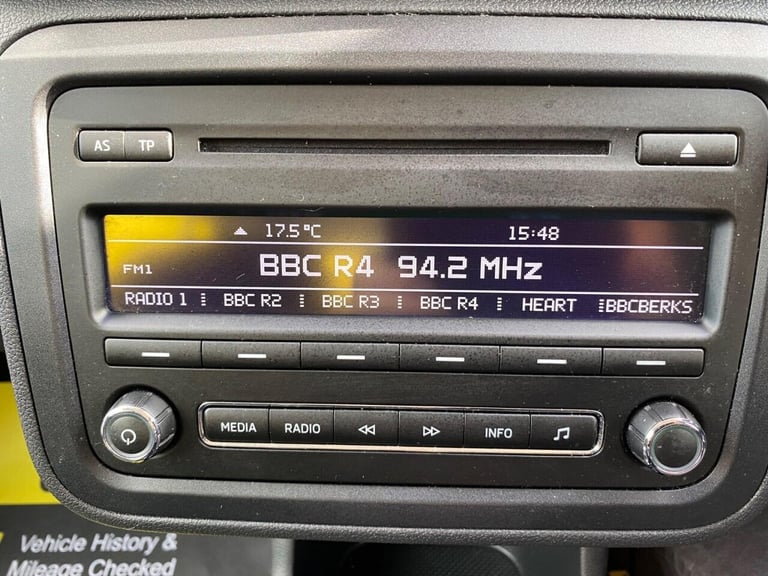 AS TP
17.5°C 15:48
FM1 BBC R4 94.2 MHz
RADIO 1 BBC R2 BBC R3 BBC R4 HEART BBCBERKS
MEDIA RADIO INFO
Vehicle History &
Mileage Checked